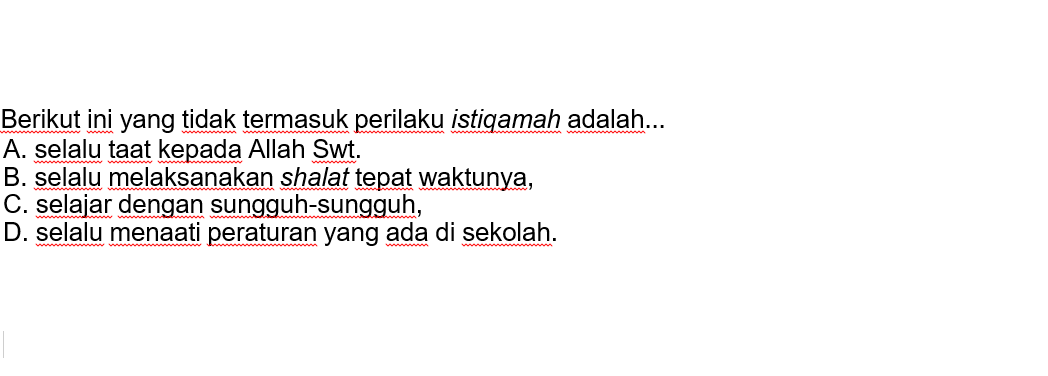 Berikut ini yang tidak termasuk perilaku istiqamah adalah...
A. selalu taat kepada Allah Swt.
B. selalu melaksanakan shalat tepat waktunya,
C. selajar dengan sungguh-sungguh,
D. selalu menaati peraturan yang ada di sekolah.